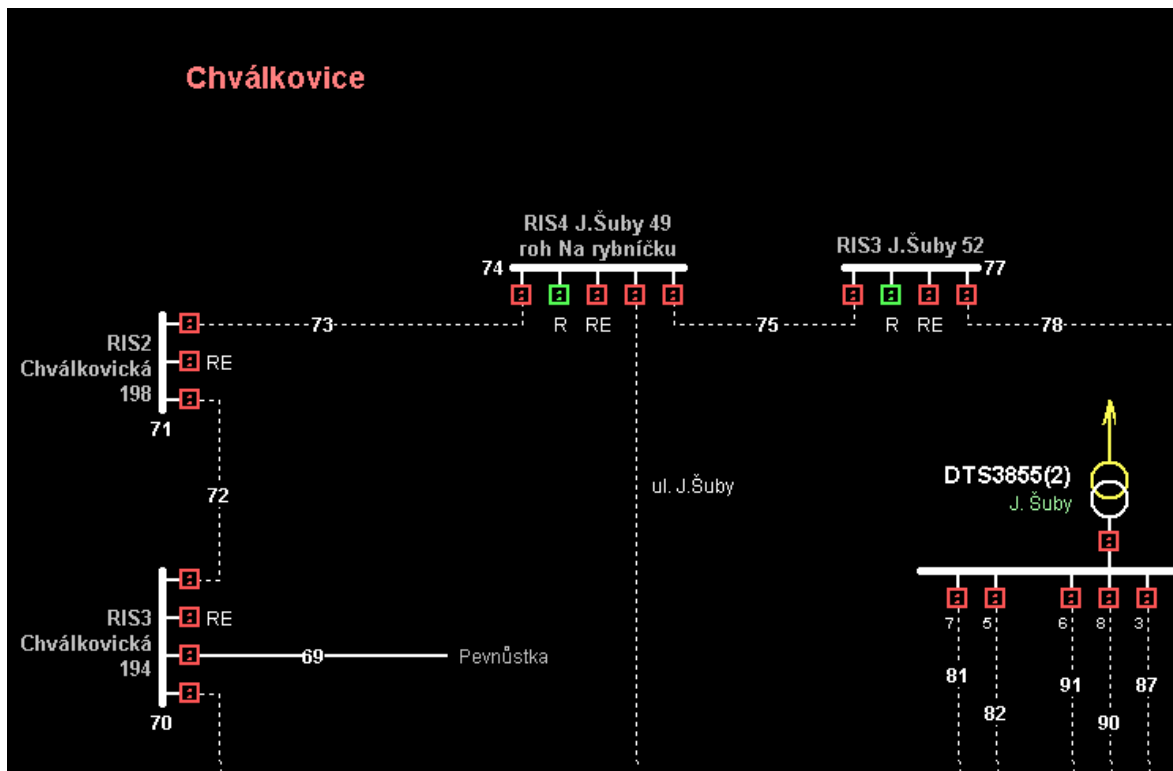 Chválkovice
RIS4 J.Šuby 49
roh Na rybníčku
74
RIS3 J.Šuby 52
77
a a a a a
a a a a
R RE
R RE
73
75
78
a
RIS2
Chválkovická
198
a RE
a
71
72
ul. J.Šuby
DTS3855(2)
J. Šuby
a
a
RIS3
Chválkovická
194
a RE
a 69 Pevnůstka
a
70
a a a a a
7 5 6 8 3
81 91 87
82 90